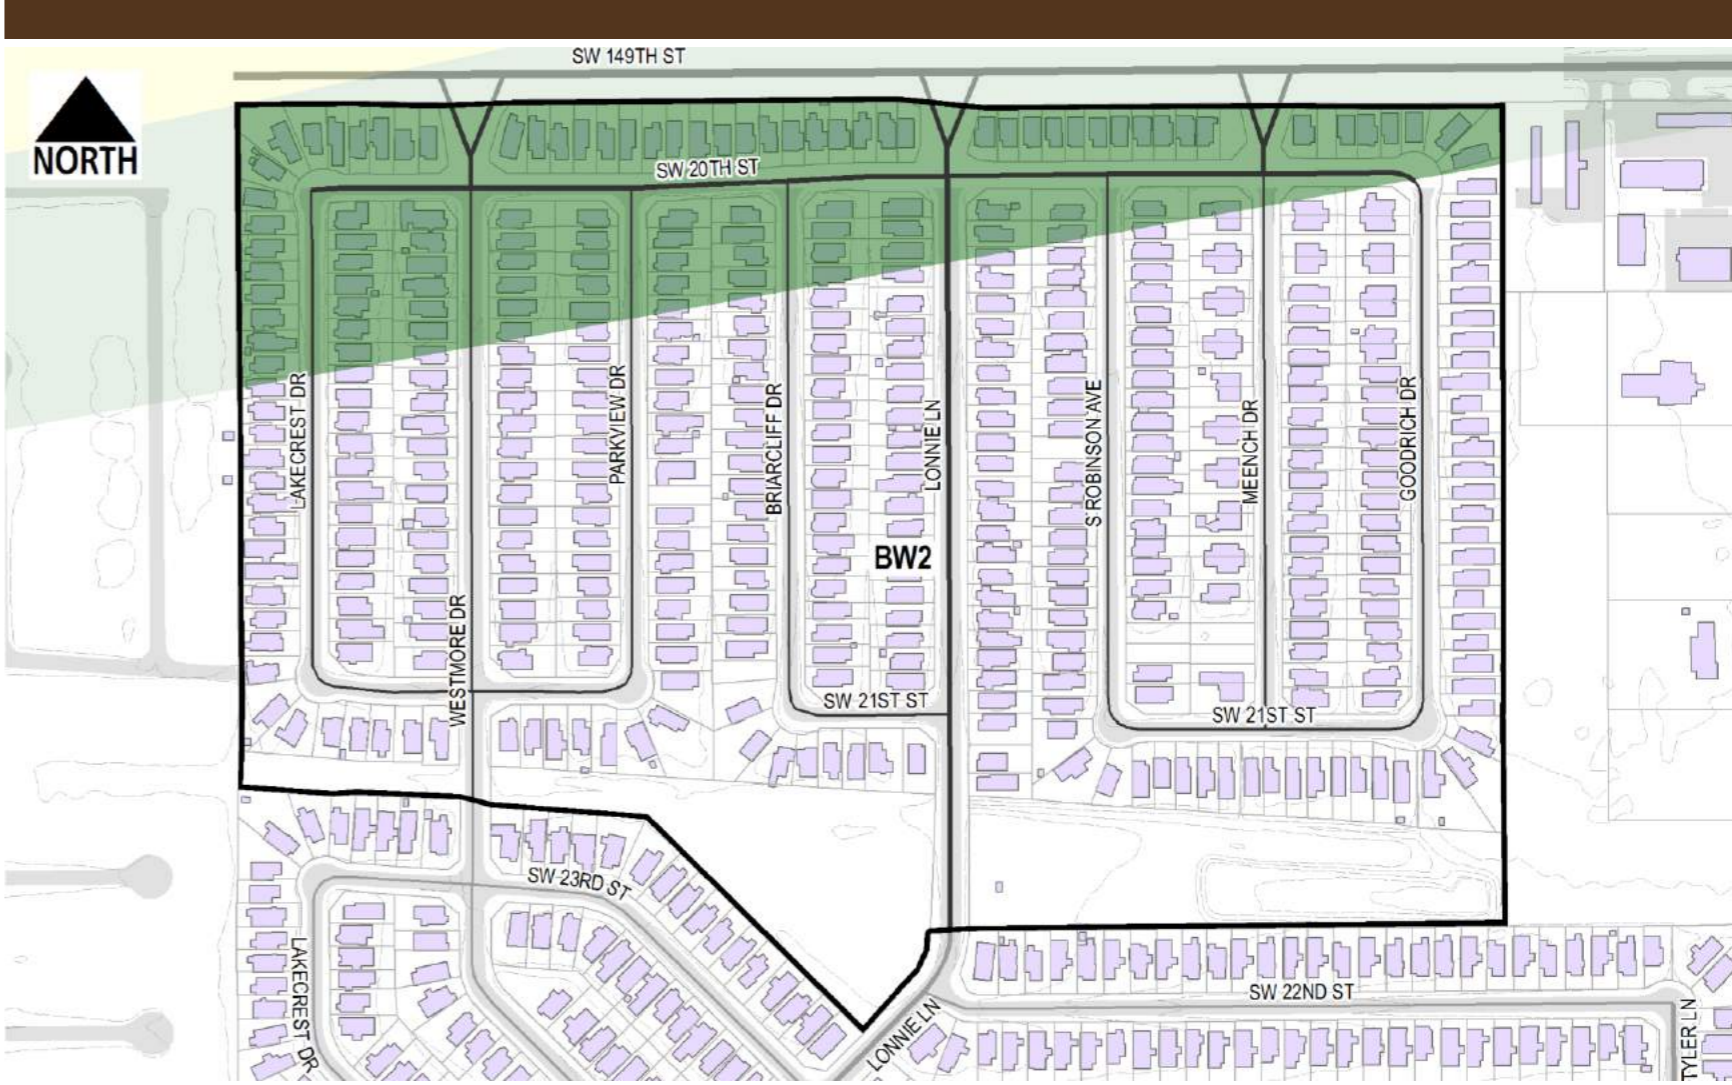 SW 149TH ST
NORTH
SW 20TH ST
LAKECREST DR
WESTMORE DR
PARKVIEW DR
BRIARCLIFF DR
LONNIE LN
S ROBINSON AVE
MEENCH DR
GOODRICH DR
BW2
SW 21ST ST
SW 21ST ST
SW 23RD ST
LAKECREST DR
LONNIE LN
SW 22ND ST
TYLER LN